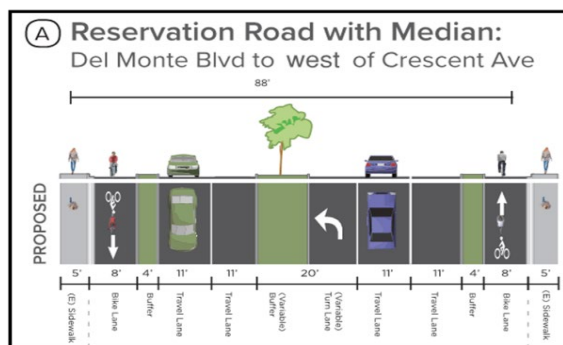 A Reservation Road with Median:
Del Monte Blvd to west of Crescent Ave
88'
PROPOSED
5' 8' 4' 11' 11' 20' 11' 11' 4' 8' 5'
(E) Sidewalk
Bike Lane
Buffer
Travel Lane
Travel Lane
(Variable)
Buffer
(Variable)
Turn Lane
Travel Lane
Travel Lane
Buffer
Bike Lane
(E) Sidewalk